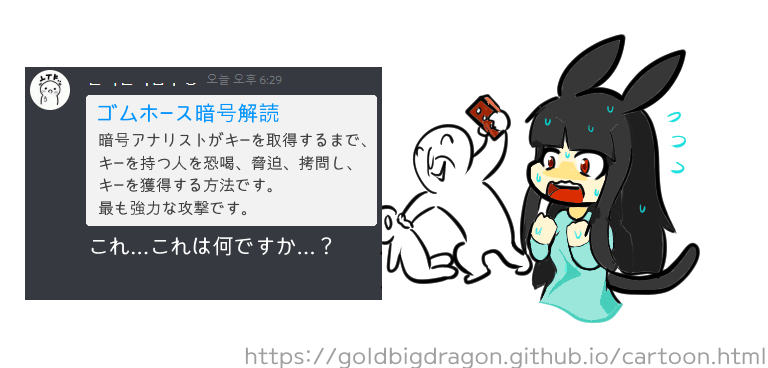 LTF
오늘 오후 6:29
ゴムホース暗号解読
暗号アナリストがキーを取得するまで、
キーを持つ人を恐喝、脅迫、拷問し、
キーを獲得する方法です。
最も強力な攻撃です。
これ...これは何ですか...？
https://goldbigdragon.github.io/cartoon.html